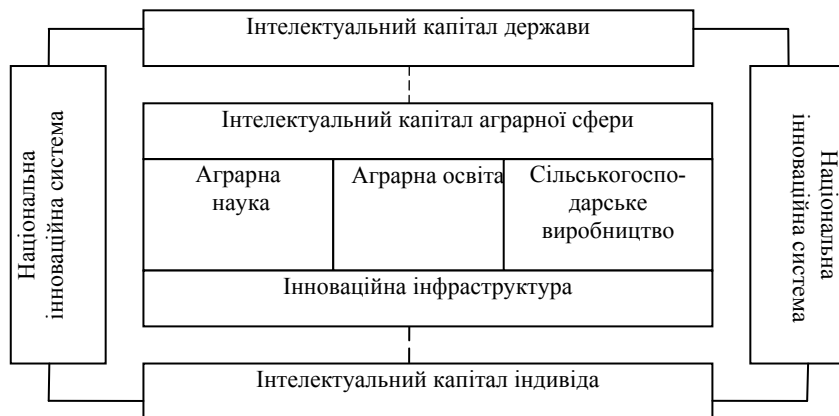 Інтелектуальний капітал держави
Національна
інноваційна система
Інтелектуальний капітал аграрної сфери
Аграрна
наука
Аграрна освіта
Сільськогоспо-
дарське
виробництво
Інноваційна інфраструктура
Національна
інноваційна система
Інтелектуальний капітал індивіда